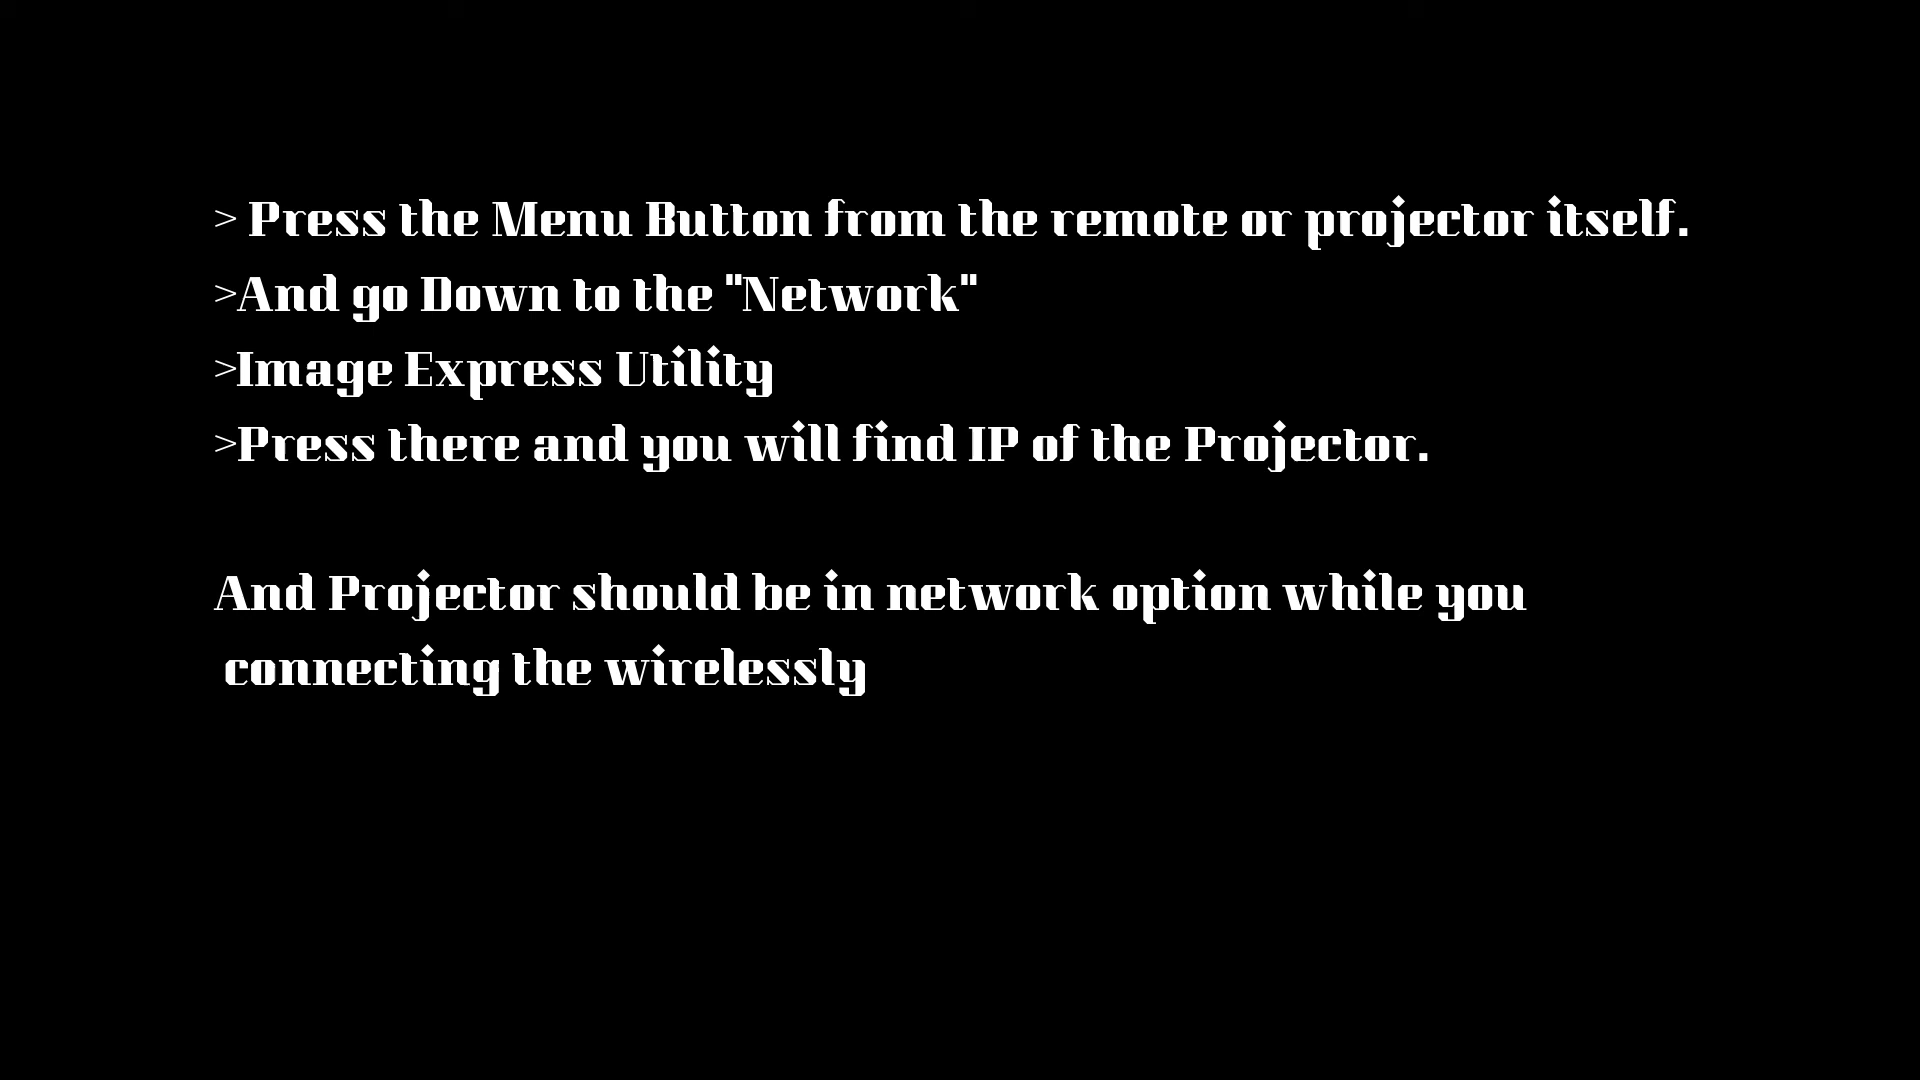 > Press the Menu Button from the remote or projector itself.
>And go Down to the "Network"
>Image Express Utility
>Press there and you will find IP of the Projector.
And Projector should be in network option while you
connecting the wirelessly